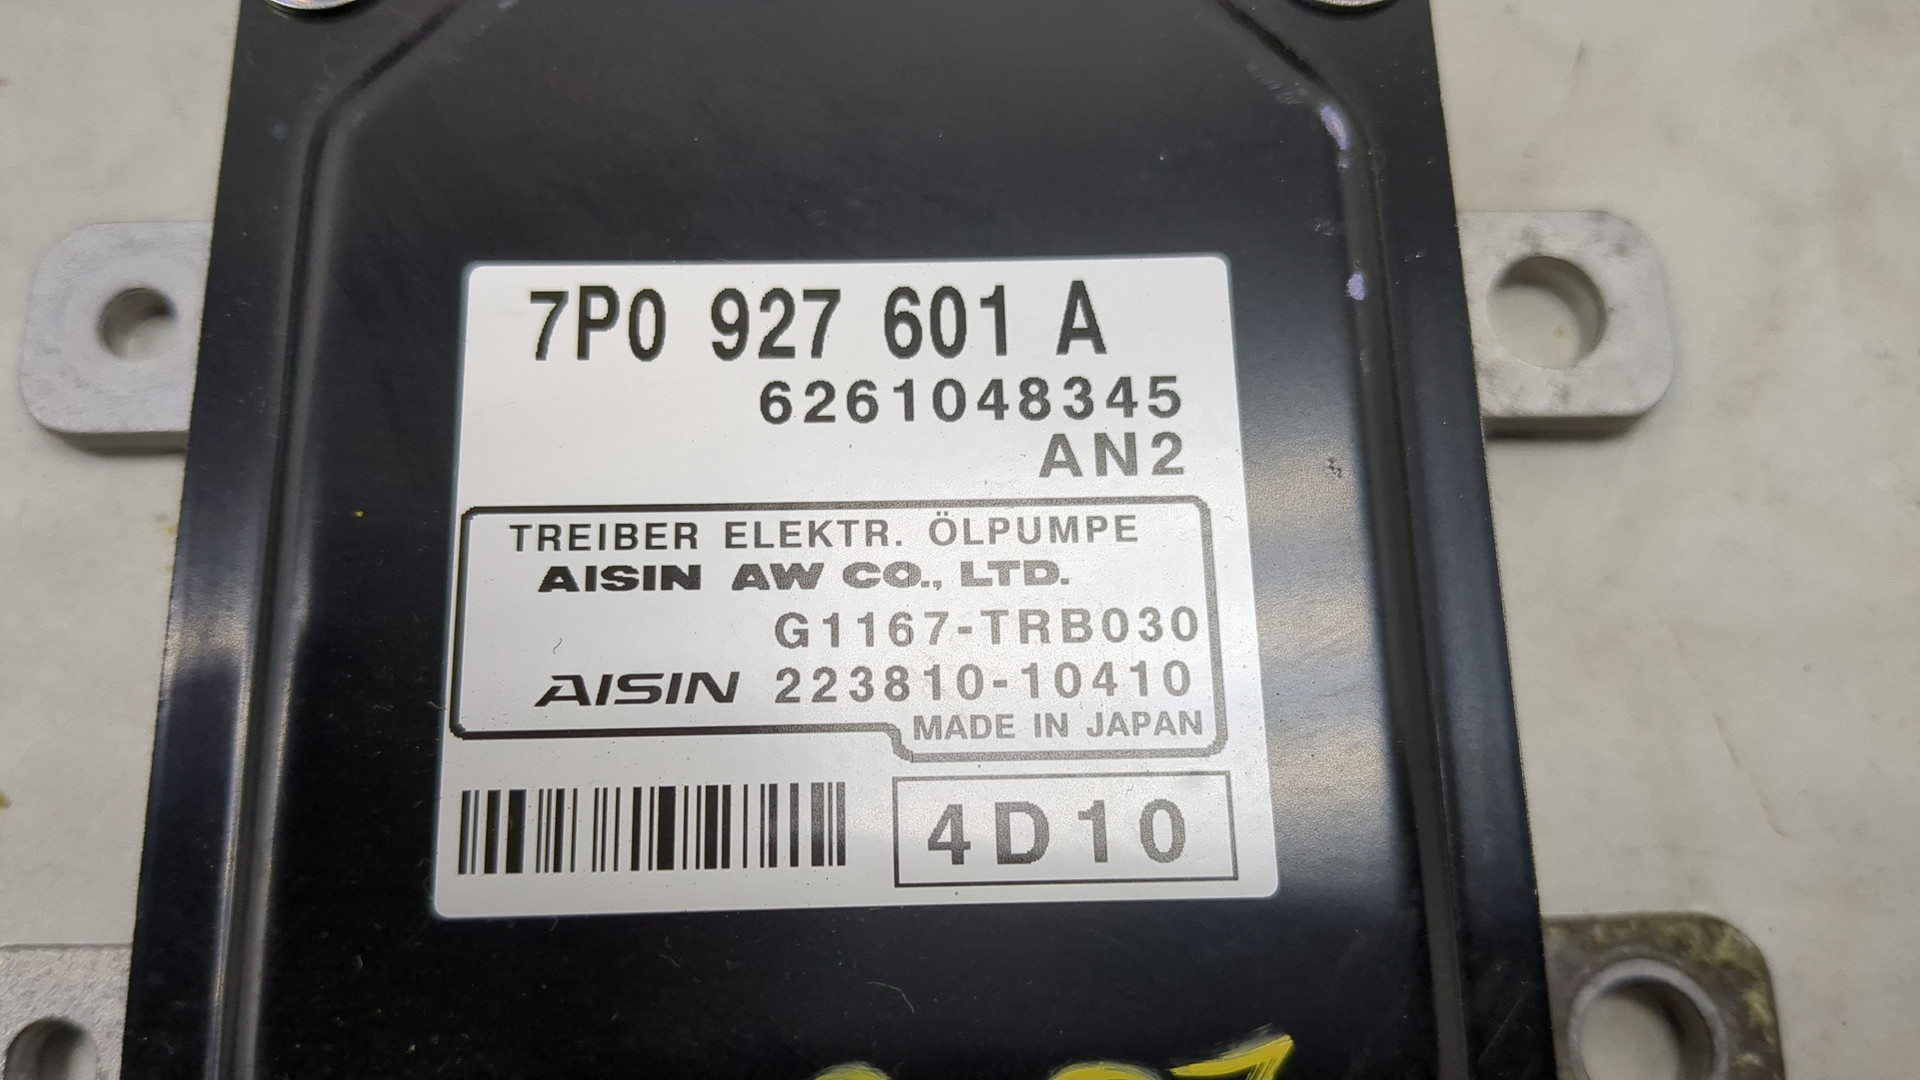 7P0 927 601 A
6261048345
AN2
TREIBER ELEKTR. ÖLPUMPE
AISIN AW CO., LTD.
G1167-TRB030
AISIN 223810-10410
MADE IN JAPAN
4D10